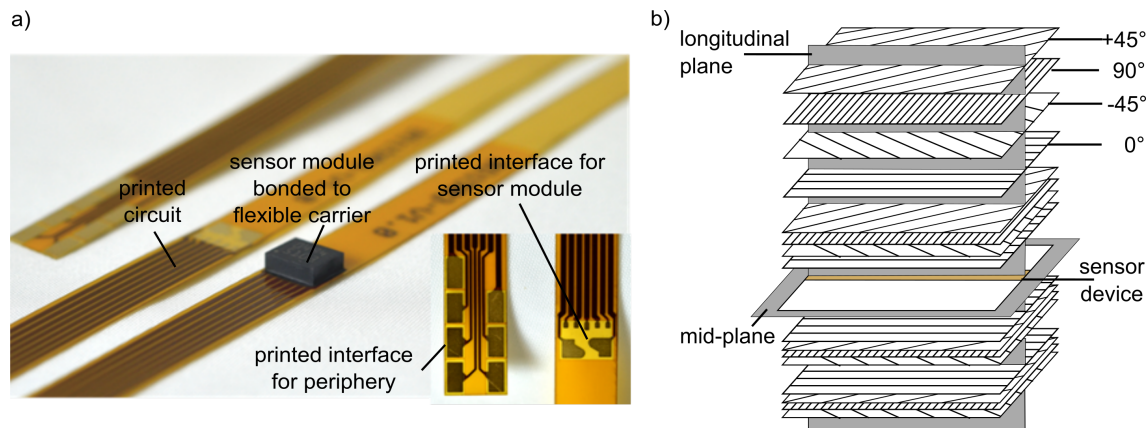 a)
sensor module
bonded to
flexible carrier
printed
circuit
printed interface for
sensor module
printed interface
for periphery
b)
longitudinal
plane
+45°
90°
-45°
0°
sensor
device
mid-plane